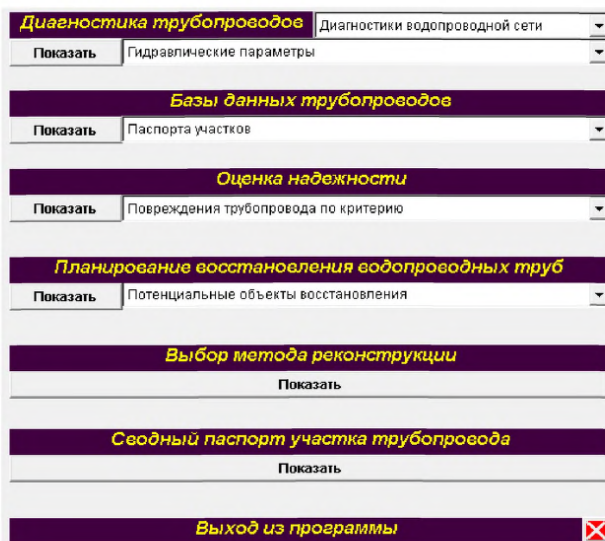 Диагностика трубопроводов Диагностики водопроводной сети
Показать Гидравлические параметры
Базы данных трубопроводов
Показать Паспорта участков
Оценка надежности
Показать Повреждения трубопровода по критерию
Планирование восстановления водопроводных труб
Показать Потенциальные объекты восстановления
Выбор метода реконструкции
Показать
Сводный паспорт участка трубопровода
Показать
Выход из программы